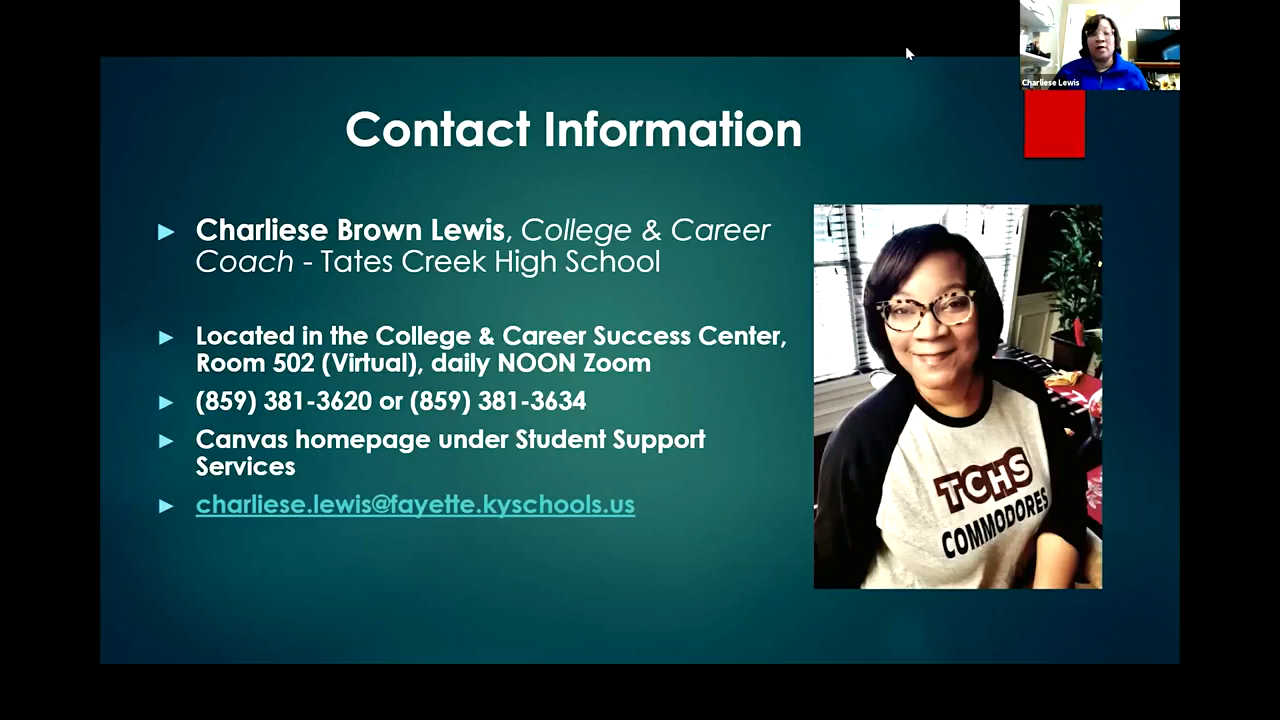 Charliese Lewis
Contact Information
Charliese Brown Lewis, College & Career
Coach - Tates Creek High School
Located in the College & Career Success Center,
Room 502 (Virtual), daily NOON Zoom
(859) 381-3620 or (859) 381-3634
Canvas homepage under Student Support
Services
charliese.lewis@fayette.kyschools.us
TCHS
COMMODORES